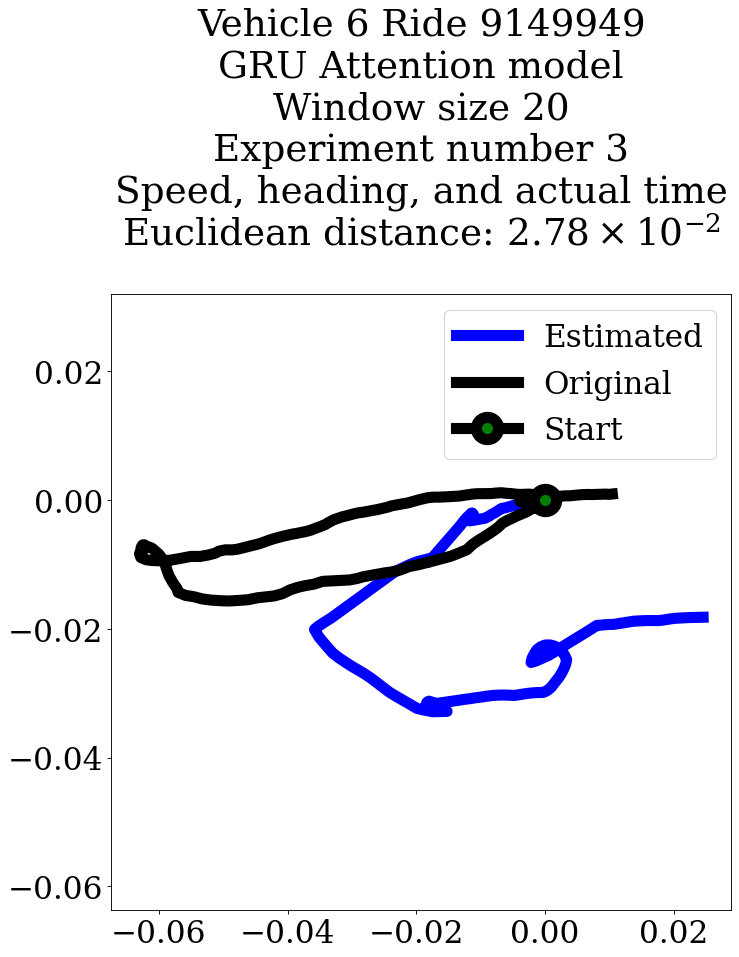 Vehicle 6 Ride 9149949
GRU Attention model
Window size 20
Experiment number 3
Speed, heading, and actual time
Euclidean distance: 2.78 × 10⁻²
Estimated
Original
Start
0.02
0.00
−0.02
−0.04
−0.06
−0.06 −0.04 −0.02 0.00 0.02